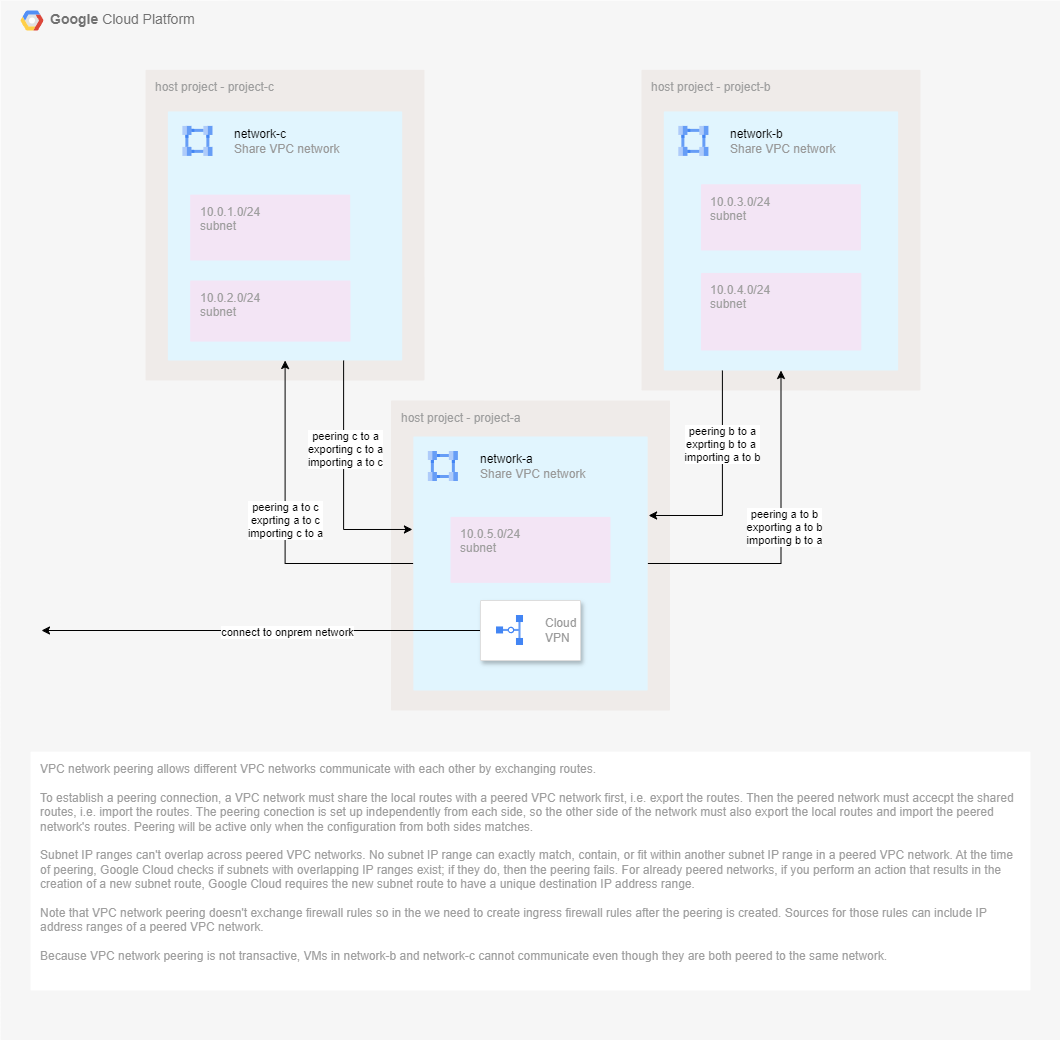 Google Cloud Platform
host project - project-c
network-c
Share VPC network
10.0.1.0/24
subnet
10.0.2.0/24
subnet
host project - project-b
network-b
Share VPC network
10.0.3.0/24
subnet
10.0.4.0/24
subnet
peering c to a
exporting c to a
importing a to c
peering a to c
exprting a to c
importing c to a
host project - project-a
network-a
Share VPC network
10.0.5.0/24
subnet
Cloud
VPN
peering b to a
exprting b to a
importing a to b
peering a to b
exporting a to b
importing b to a
connect to onprem network
VPC network peering allows different VPC networks communicate with each other by exchanging routes.
To establish a peering connection, a VPC network must share the local routes with a peered VPC network first, i.e. export the routes. Then the peered network must accecpt the shared
routes, i.e. import the routes. The peering conection is set up independently from each side, so the other side of the network must also export the local routes and import the peered
network's routes. Peering will be active only when the configuration from both sides matches.
Subnet IP ranges can't overlap across peered VPC networks. No subnet IP range can exactly match, contain, or fit within another subnet IP range in a peered VPC network. At the time
of peering, Google Cloud checks if subnets with overlapping IP ranges exist; if they do, then the peering fails. For already peered networks, if you perform an action that results in the
creation of a new subnet route, Google Cloud requires the new subnet route to have a unique destination IP address range.
Note that VPC network peering doesn't exchange firewall rules so in the we need to create ingress firewall rules after the peering is created. Sources for those rules can include IP
address ranges of a peered VPC network.
Because VPC network peering is not transactive, VMs in network-b and network-c cannot communicate even though they are both peered to the same network.